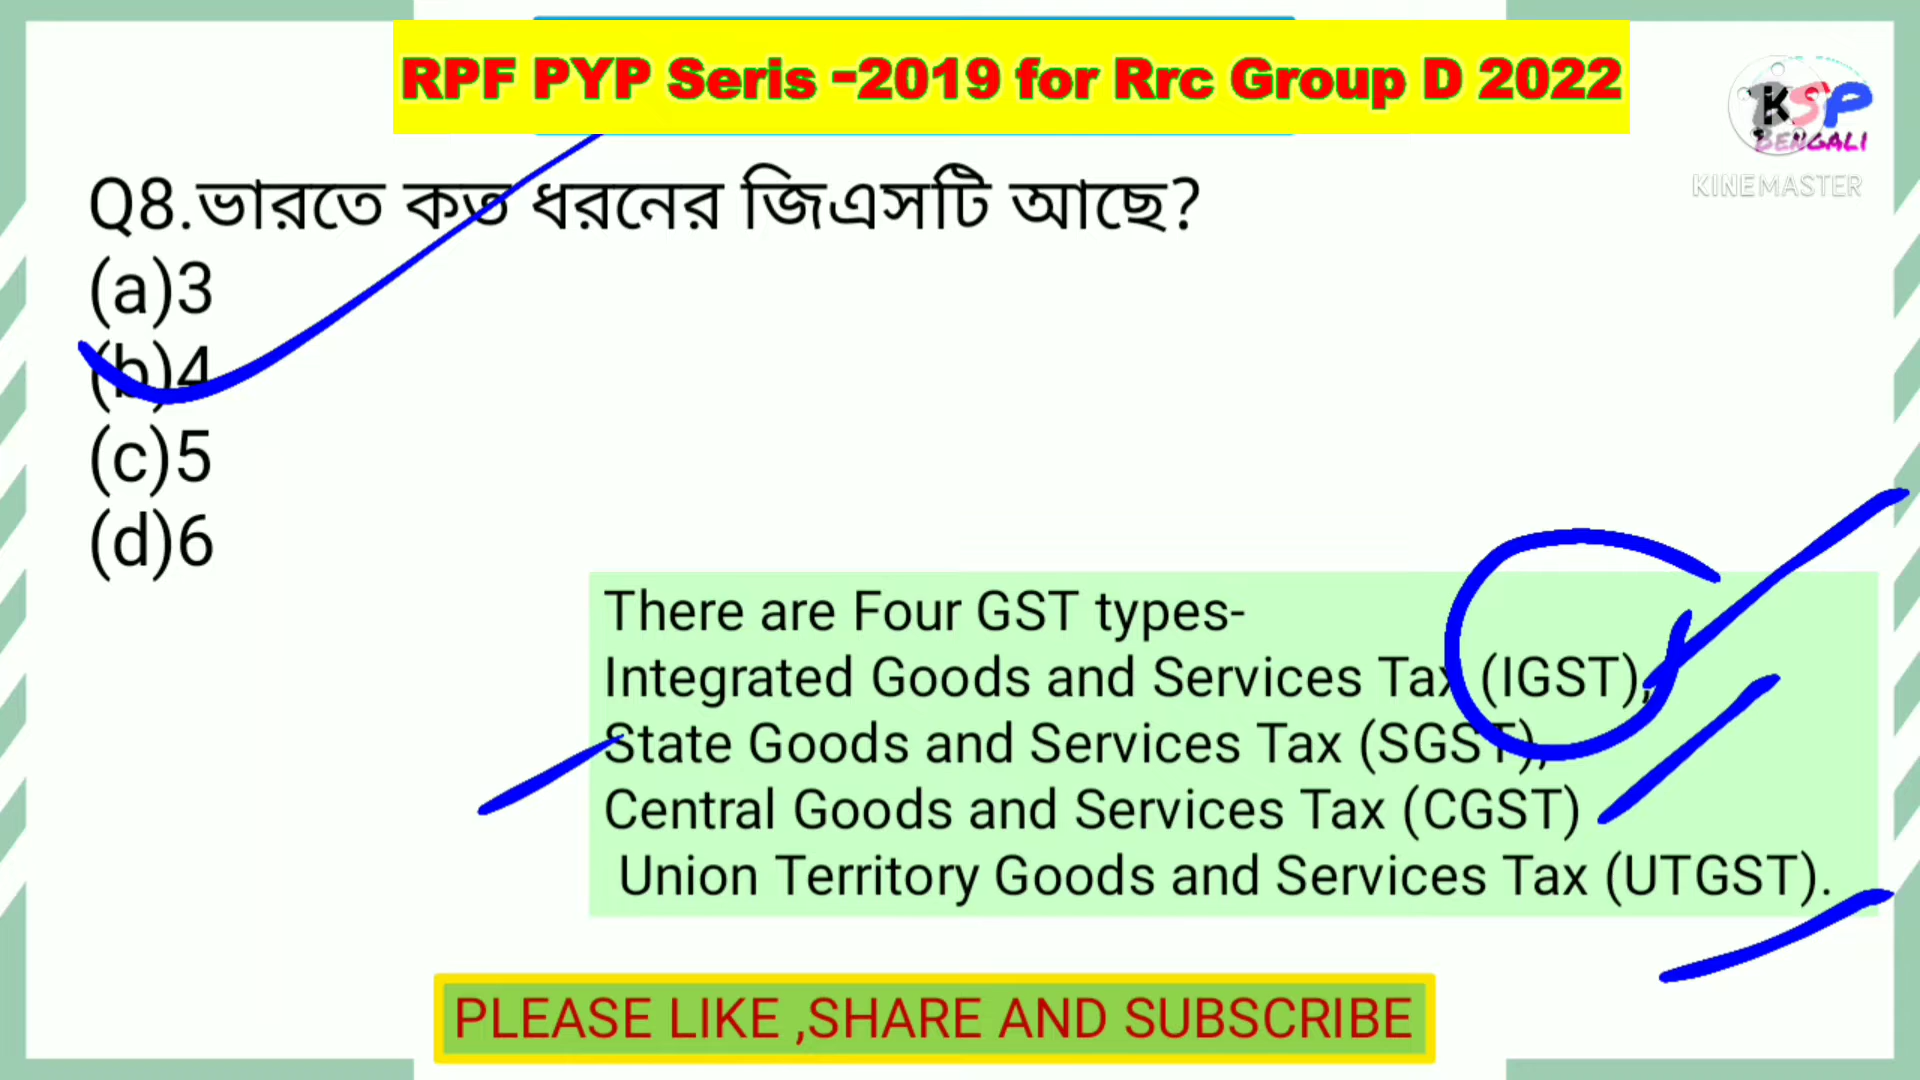 RPF PYP Seris -2019 for Rrc Group D 2022
KSP
BENGALI
KINEMASTER
Q8.ভারতে কত ধরনের জিএসটি আছে?
(a)3
(b)4
(c)5
(d)6
There are Four GST types-
Integrated Goods and Services Tax (IGST),
State Goods and Services Tax (SGST),
Central Goods and Services Tax (CGST)
Union Territory Goods and Services Tax (UTGST).
PLEASE LIKE ,SHARE AND SUBSCRIBE